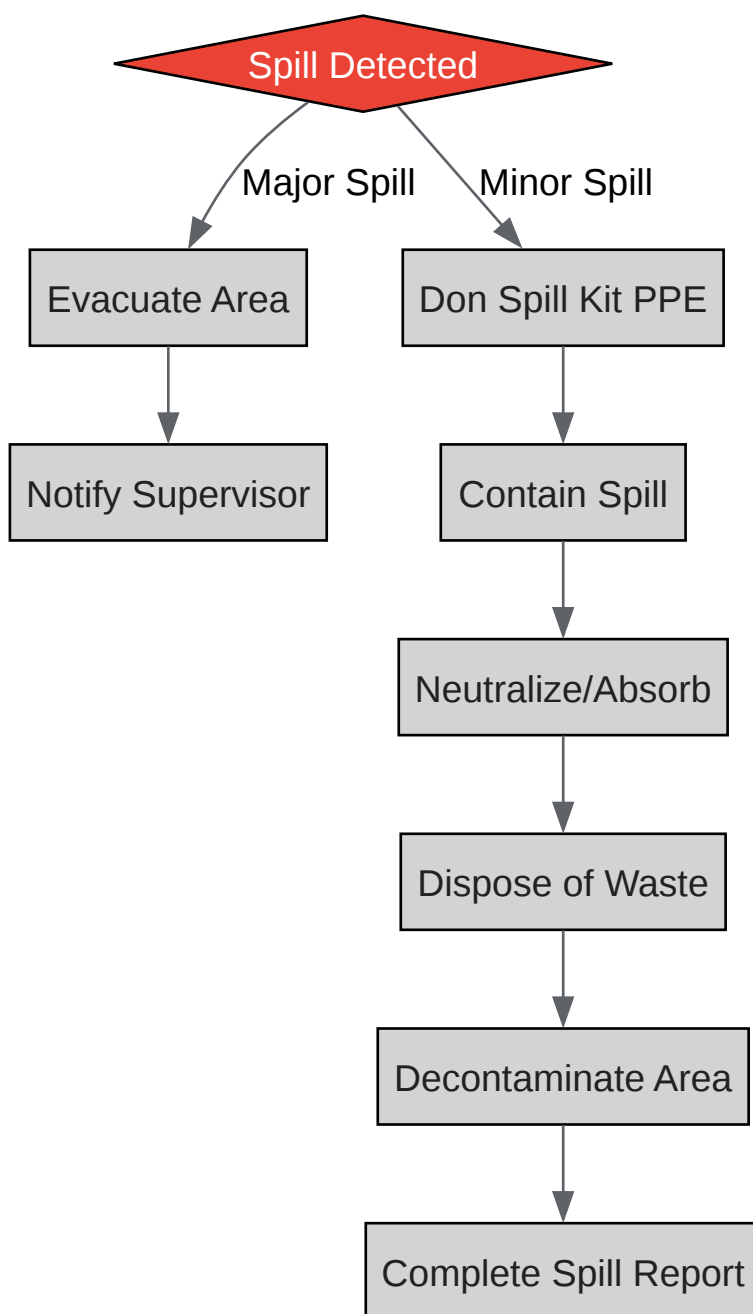 Spill Detected
Major Spill
Minor Spill
Evacuate Area
Don Spill Kit PPE
Notify Supervisor
Contain Spill
Neutralize/Absorb
Dispose of Waste
Decontaminate Area
Complete Spill Report